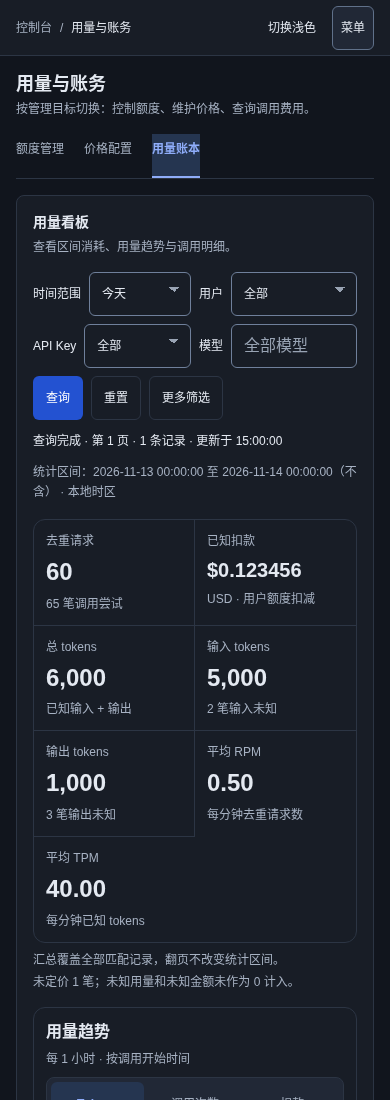 控制台 / 用量与账务 切换浅色 菜单
用量与账务
按管理目标切换：控制额度、维护价格、查询调用费用。
额度管理 价格配置 用量账本
用量看板
查看区间消耗、用量趋势与调用明细。
时间范围 今天 用户 全部
API Key 全部 模型 全部模型
查询 重置 更多筛选
查询完成 · 第 1 页 · 1 条记录 · 更新于 15:00:00
统计区间：2026-11-13 00:00:00 至 2026-11-14 00:00:00（不
含） · 本地时区
去重请求 已知扣款
60 $0.123456
65 笔调用尝试 USD · 用户额度扣减
总 tokens 输入 tokens
6,000 5,000
已知输入 + 输出 2 笔输入未知
输出 tokens 平均 RPM
1,000 0.50
3 笔输出未知 每分钟去重请求数
平均 TPM
40.00
每分钟已知 tokens
汇总覆盖全部匹配记录，翻页不改变统计区间。
未定价 1 笔；未知用量和未知金额未作为 0 计入。
用量趋势
每 1 小时 · 按调用开始时间